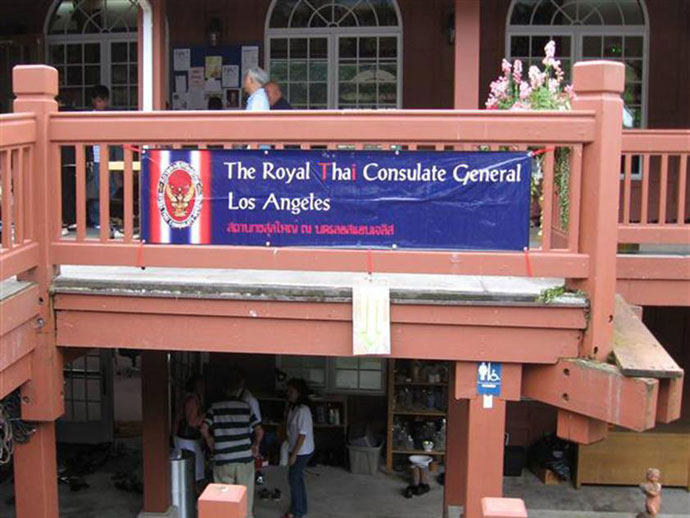 The Royal Thai Consulate General
Los Angeles
สถานกงสุลใหญ่ ณ นครลอสแอนเจลิส